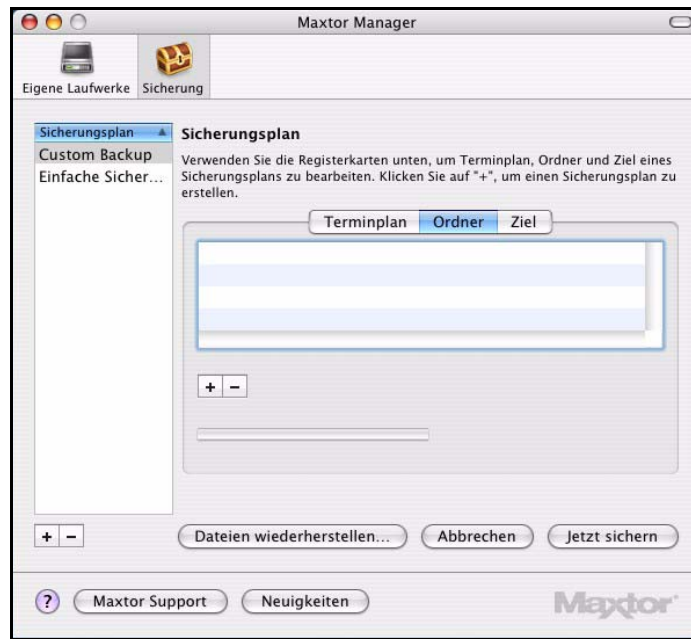 Maxtor Manager
Eigene Laufwerke
Sicherung
Sicherungsplan
Custom Backup
Einfache Sicher...
Sicherungsplan
Verwenden Sie die Registerkarten unten, um Terminplan, Ordner und Ziel eines
Sicherungsplans zu bearbeiten. Klicken Sie auf "+", um einen Sicherungsplan zu
erstellen.
Terminplan
Ordner
Ziel
+ −
+ −
Dateien wiederherstellen...
Abbrechen
Jetzt sichern
?
Maxtor Support
Neuigkeiten
Maxtor